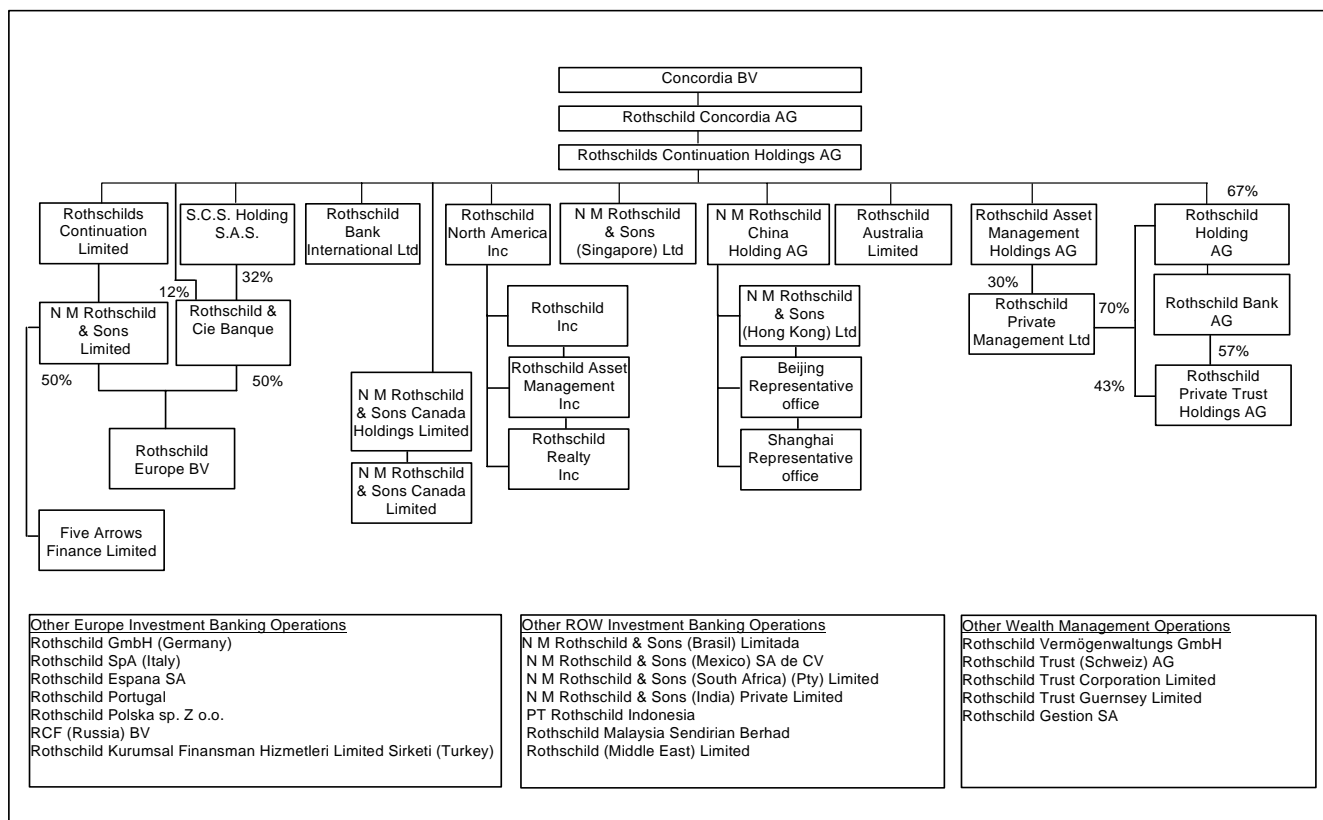 Concordia BV
Rothschild Concordia AG
Rothschilds Continuation Holdings AG
67%
Rothschilds
Continuation
Limited
S.C.S. Holding
S.A.S.
Rothschild
Bank
International Ltd
Rothschild
North America
Inc
N M Rothschild
& Sons
(Singapore) Ltd
N M Rothschild
China
Holding AG
Rothschild
Australia
Limited
Rothschild Asset
Management
Holdings AG
Rothschild
Holding
AG
12%
32%
30%
70%
N M Rothschild
& Sons
Limited
Rothschild &
Cie Banque
Rothschild
Inc
N M Rothschild
& Sons
(Hong Kong) Ltd
Rothschild
Private
Management Ltd
Rothschild Bank
AG
50%
50%
57%
43%
N M Rothschild
& Sons Canada
Holdings Limited
Rothschild Asset
Management
Inc
Beijing
Representative
office
Rothschild
Private Trust
Holdings AG
Rothschild
Europe BV
N M Rothschild
& Sons Canada
Limited
Rothschild
Realty
Inc
Shanghai
Representative
office
Five Arrows
Finance Limited
Other Europe Investment Banking Operations
Rothschild GmbH (Germany)
Rothschild SpA (Italy)
Rothschild Espana SA
Rothschild Portugal
Rothschild Polska sp. Z o.o.
RCF (Russia) BV
Rothschild Kurumsal Finansman Hizmetleri Limited Sirketi (Turkey)
Other ROW Investment Banking Operations
N M Rothschild & Sons (Brasil) Limitada
N M Rothschild & Sons (Mexico) SA de CV
N M Rothschild & Sons (South Africa) (Pty) Limited
N M Rothschild & Sons (India) Private Limited
PT Rothschild Indonesia
Rothschild Malaysia Sendirian Berhad
Rothschild (Middle East) Limited
Other Wealth Management Operations
Rothschild Vermögenwaltungs GmbH
Rothschild Trust (Schweiz) AG
Rothschild Trust Corporation Limited
Rothschild Trust Guernsey Limited
Rothschild Gestion SA